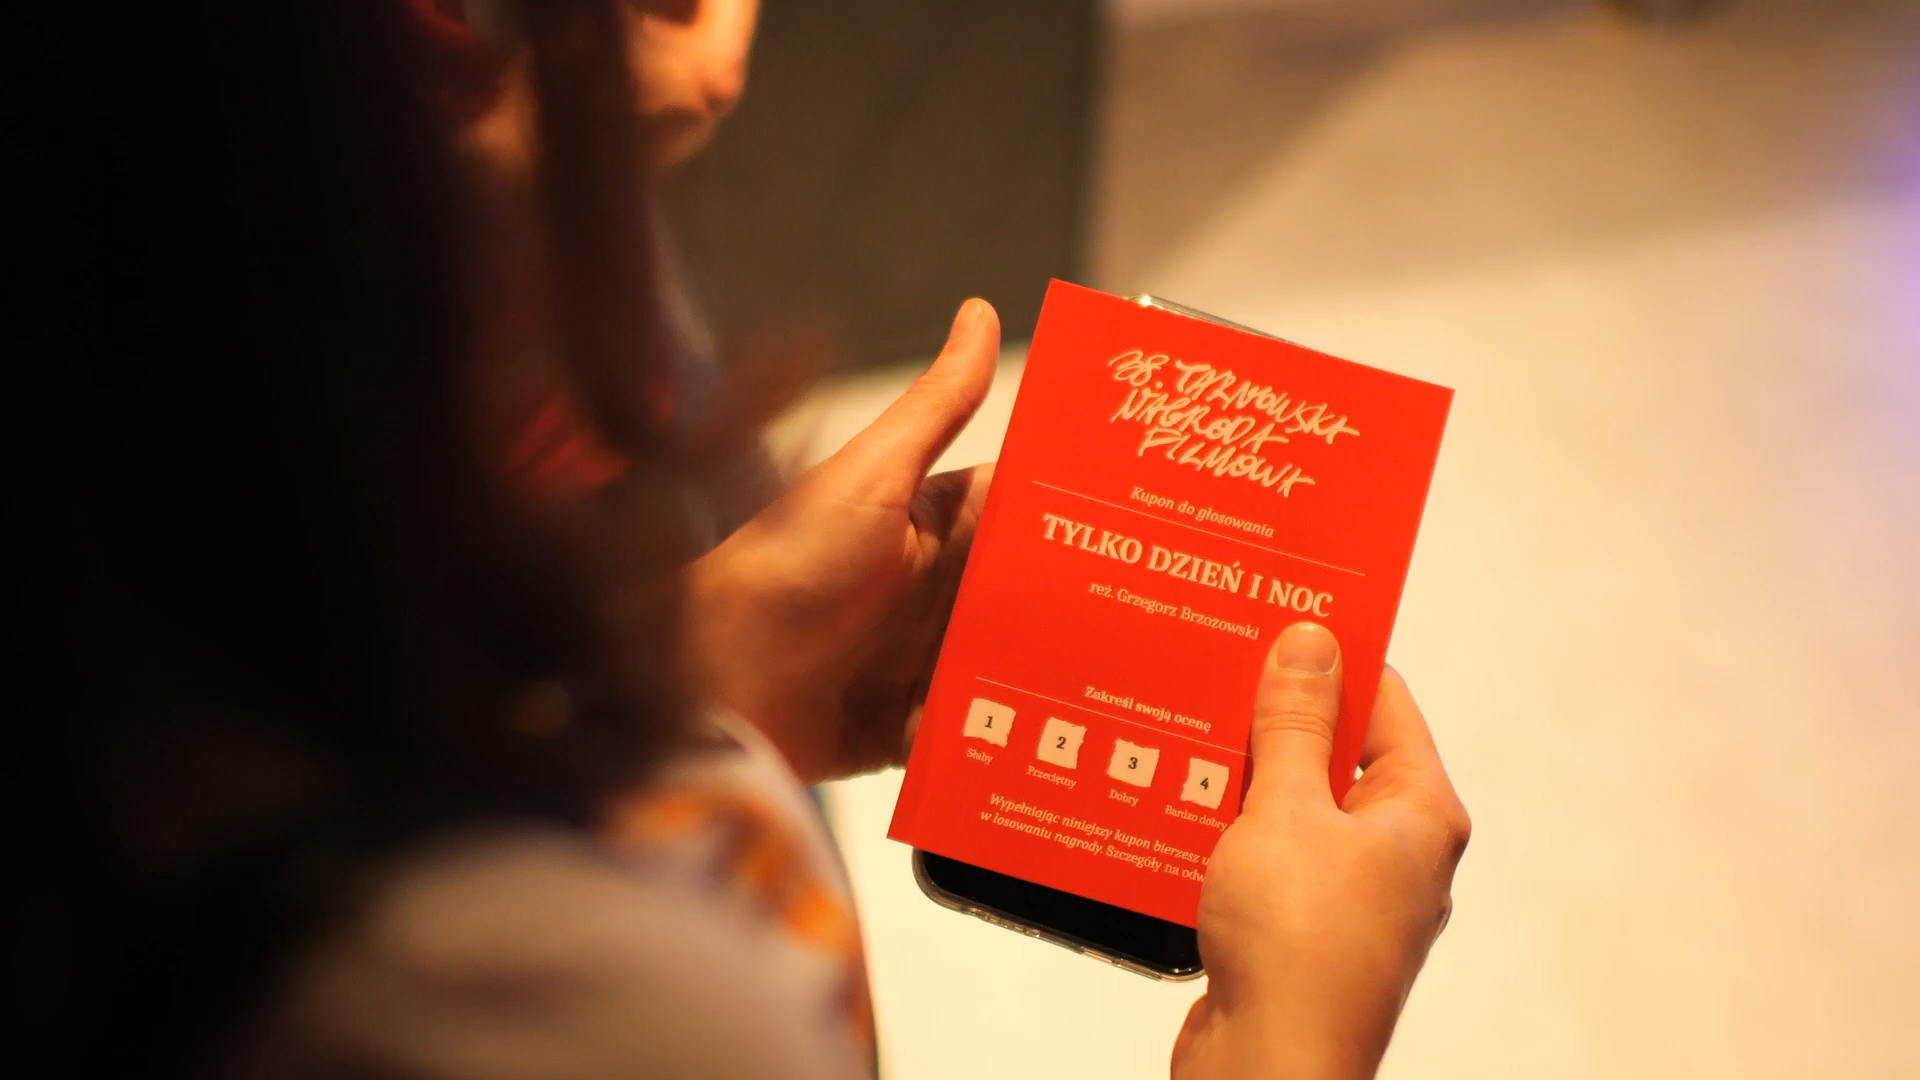 38. TARNOWSKA
NAGRODA
FILMOWA
Kupon do głosowania
TYLKO DZIEŃ I NOC
reż. Grzegorz Brzozowski
Zakreśl swoją ocenę
1 2 3 4
Słaby Przeciętny Dobry Bardzo dobry
Wypełniając niniejszy kupon bierzesz
w losowaniu nagrody. Szczegóły na